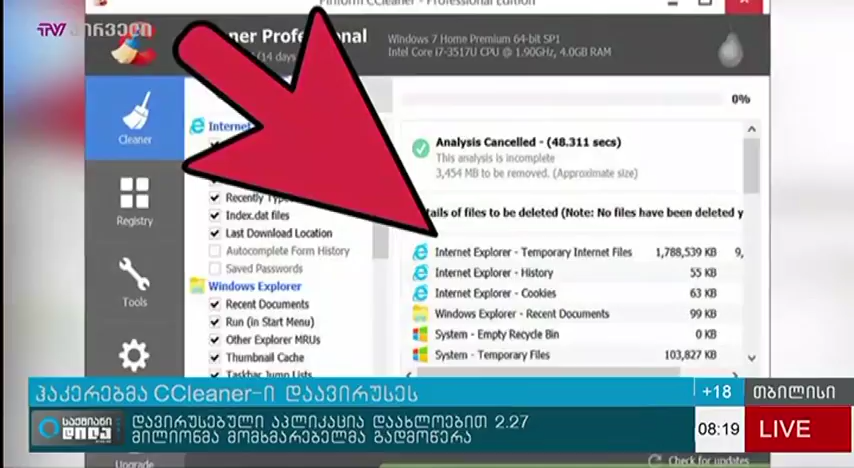 TV პირველი
Piriform CCleaner - Professional Edition
ner Professional
(14 days
Windows 7 Home Premium 64-bit SP1
Intel Core i7-3517U CPU @ 1.90GHz, 4.0GB RAM
Cleaner
Registry
Tools
Upgrade
Internet
Recently Type
Index.dat files
Last Download Location
Autocomplete Form History
Saved Passwords
Windows Explorer
Recent Documents
Run (in Start Menu)
Other Explorer MRUs
Thumbnail Cache
Taskbar Jump Lists
0%
Analysis Cancelled - (48.311 secs)
This analysis is incomplete
3,454 MB to be removed. (Approximate size)
tails of files to be deleted (Note: No files have been deleted y
Internet Explorer - Temporary Internet Files 1,788,539 KB 9,
Internet Explorer - History 55 KB
Internet Explorer - Cookies 63 KB
Windows Explorer - Recent Documents 99 KB
System - Empty Recycle Bin 0 KB
System - Temporary Files 103,827 KB
Check for updates
ჰაკერებმა CCleaner-ი დაავირუსეს
+18 თბილისი
საქმიანი
დილა
დავირუსებული აპლიკაცია დაახლოებით 2.27
მილიონმა მომხმარებელმა გადმოწერა
08:19 LIVE